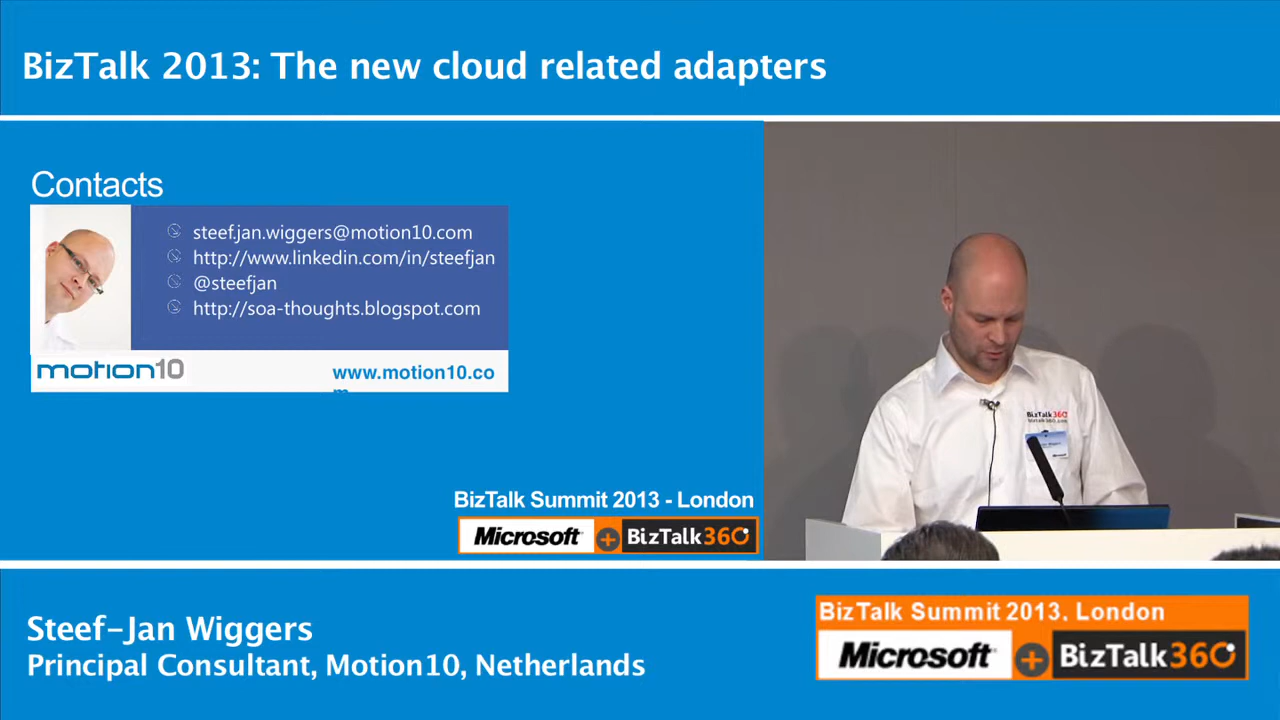 BizTalk 2013: The new cloud related adapters
Contacts
steef.jan.wiggers@motion10.com
http://www.linkedin.com/in/steefjan
@steefjan
http://soa-thoughts.blogspot.com
motion10
www.motion10.co
m
BizTalk Summit 2013 - London
Microsoft + BizTalk360
BizTalk360
Steef-Jan Wiggers
Principal Consultant, Motion10, Netherlands
BizTalk Summit 2013, London
Microsoft + BizTalk360